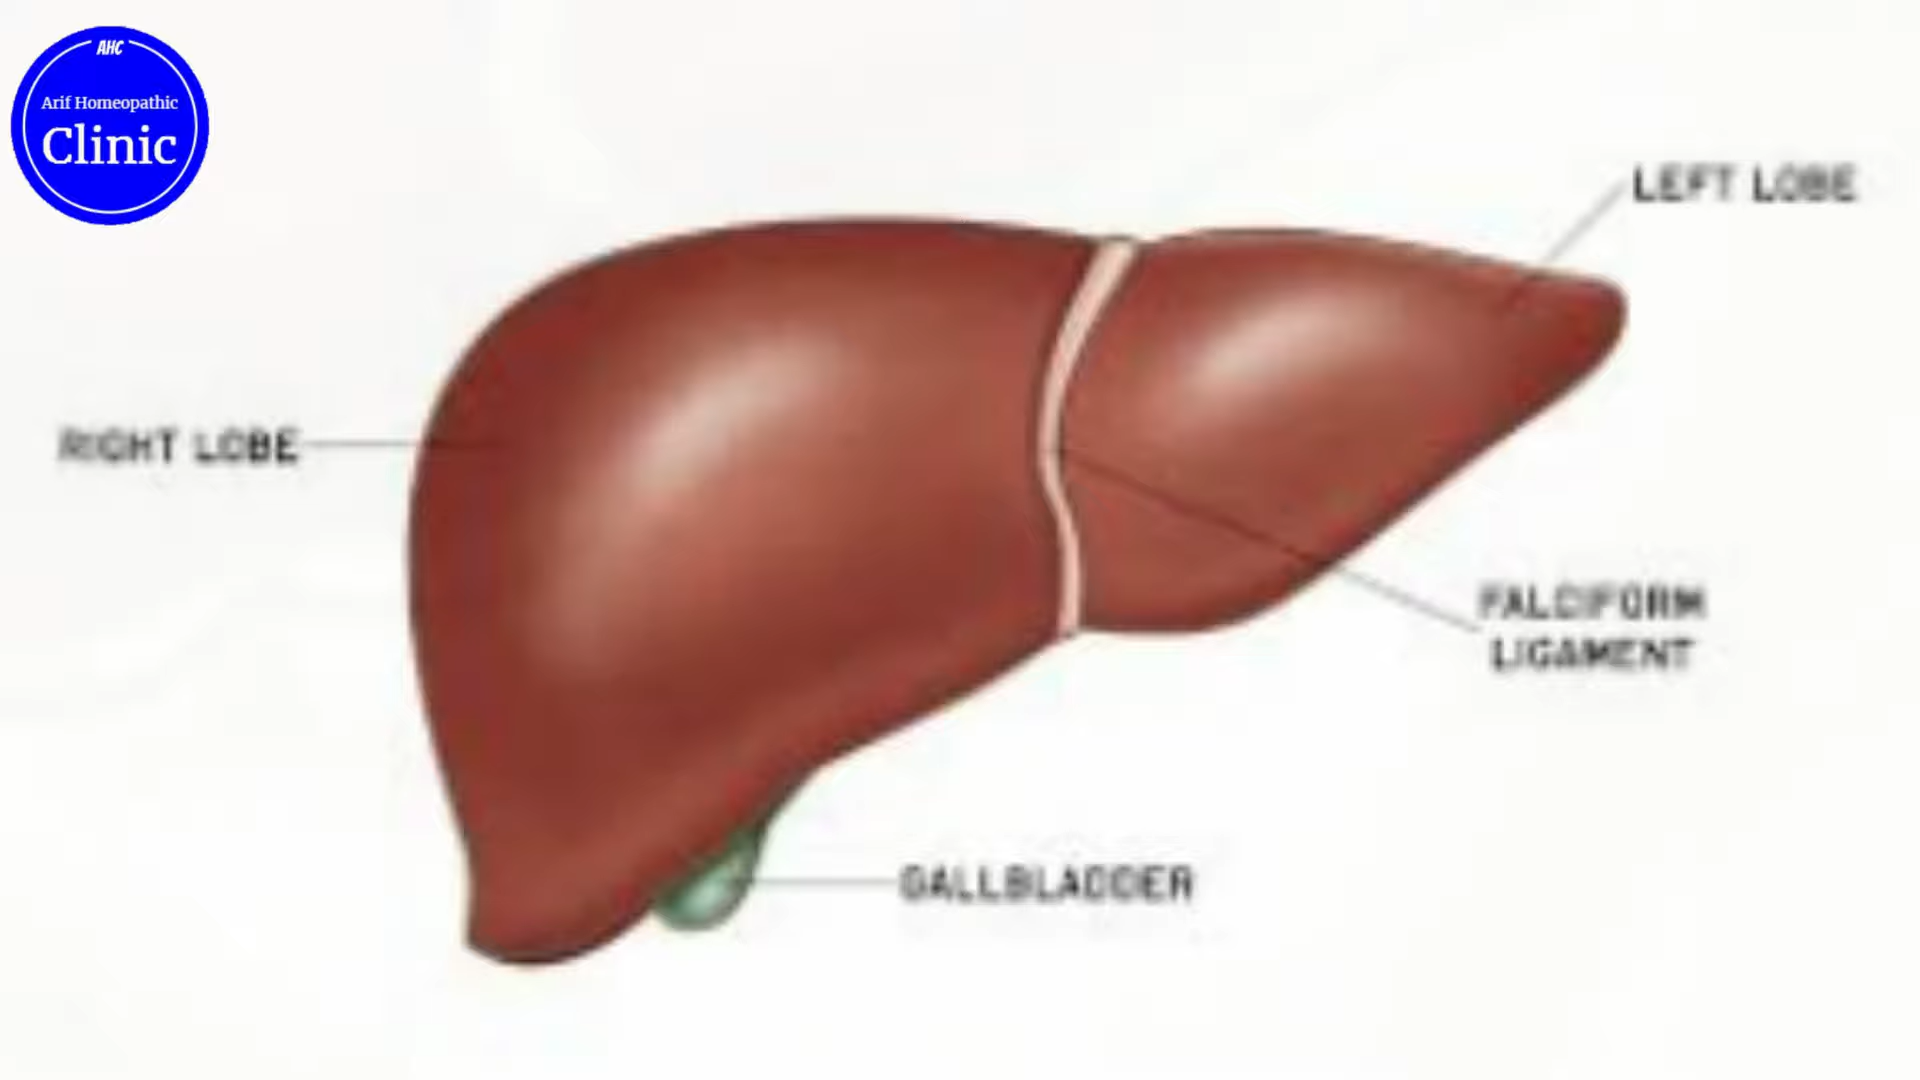 AHC
Arif Homeopathic
Clinic
LEFT LOBE
RIGHT LOBE
FALCIFORM
LIGAMENT
GALLBLADDER